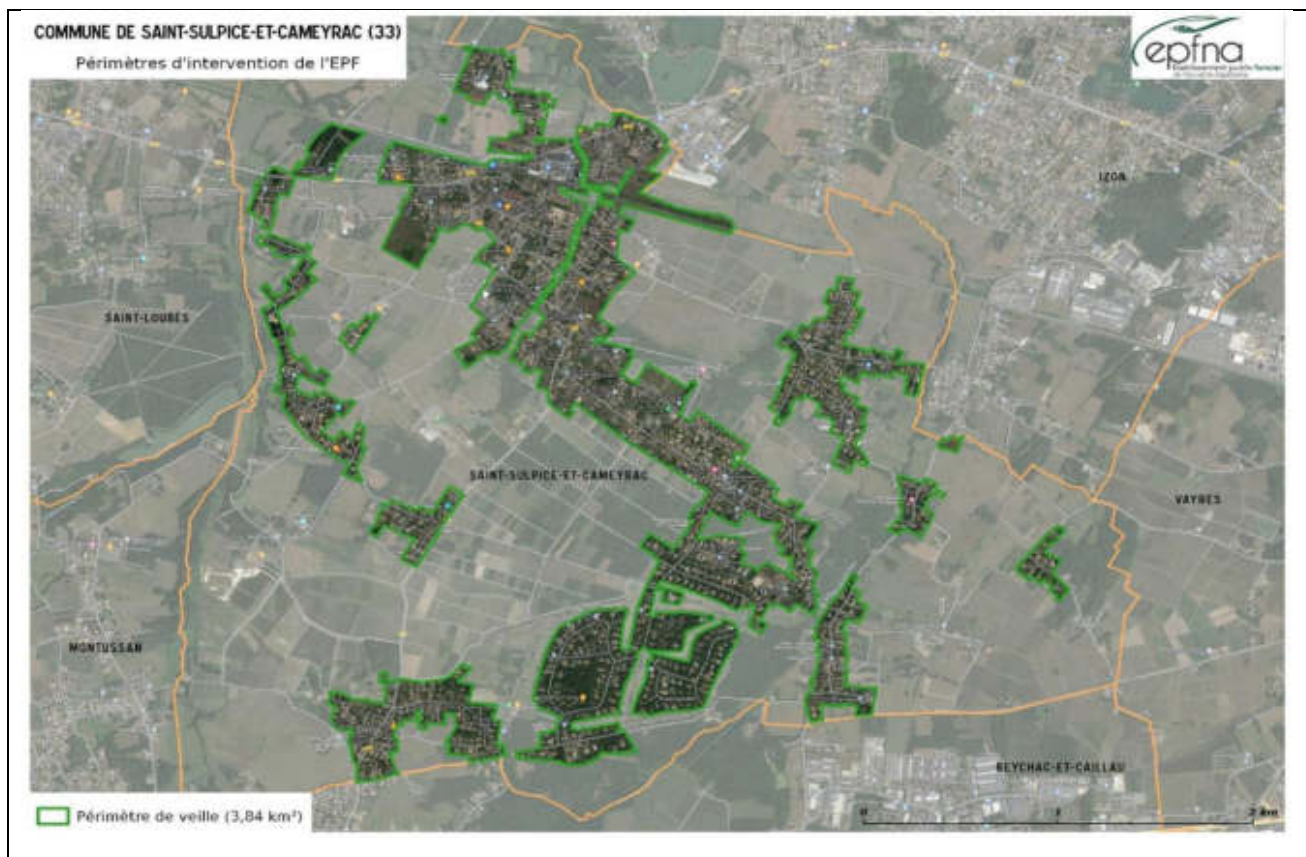 COMMUNE DE SAINT-SULPICE-ET-CAMEYRAC (33)
Périmètres d'intervention de l'EPF
epfna
IZON
SAINT-LOUBES
SAINT-SULPICE-ET-CAMEYRAC
VAYRES
MONTUSSAN
BEYCHAC-ET-CAILLAU
Périmètre de veille (3,84 km²)
0 1 2 km